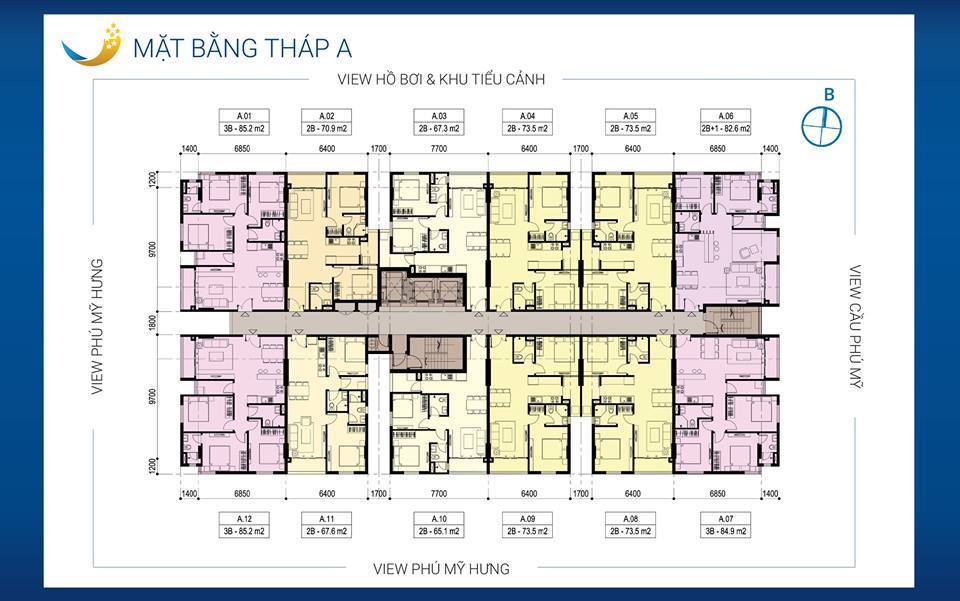 MẶT BẰNG THÁP A
VIEW HỒ BƠI & KHU TIỂU CẢNH
B
A.01
3B - 85.2 m2
A.02
2B - 70.9 m2
A.03
2B - 67.3 m2
A.04
2B - 73.5 m2
A.05
2B - 73.5 m2
A.06
2B+1 - 82.6 m2
1400 6850 6400 1700 7700 6400 1700 6400 6850 1400
1200
9700
1800
9700
1200
VIEW PHÚ MỸ HƯNG
VIEW CẦU PHÚ MỸ
1400 6850 6400 1700 7700 6400 1700 6400 6850 1400
A.12
3B - 85.2 m2
A.11
2B - 67.6 m2
A.10
2B - 65.1 m2
A.09
2B - 73.5 m2
A.08
2B - 73.5 m2
A.07
3B - 84.9 m2
VIEW PHÚ MỸ HƯNG